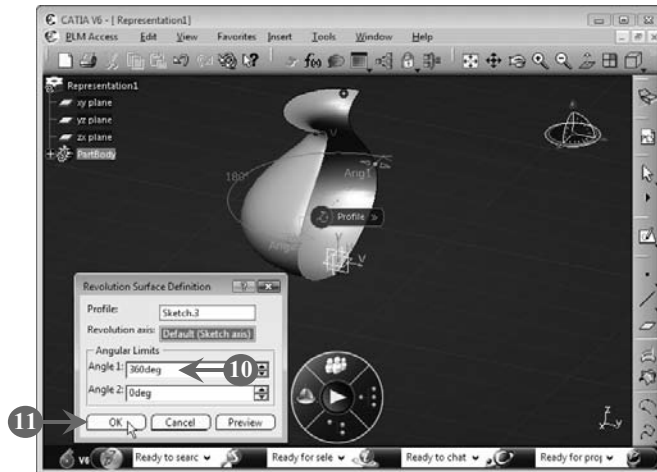 CATIA V6 - [ Representation1]
PLM Access Edit View Favorites Insert Tools Window Help
f(x)
Representation1
xy plane
yz plane
zx plane
PartBody
V
180°
Ang1
Profile
Y
V
Revolution Surface Definition
Profile: Sketch.3
Revolution axis: Default (Sketch axis)
Angular Limits
Angle 1: 360deg
10
Angle 2: 0deg
11
OK Cancel Preview
z
x y
V6 Ready to searc Ready for sele Ready to chat Ready for prop